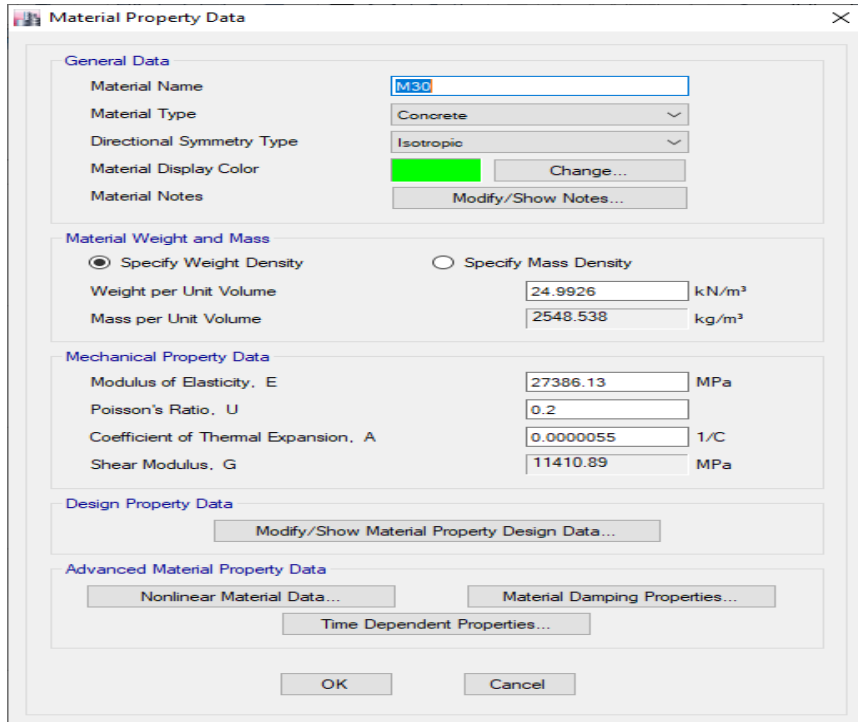 Material Property Data
General Data
Material Name M30
Material Type Concrete
Directional Symmetry Type Isotropic
Material Display Color Change...
Material Notes Modify/Show Notes...
Material Weight and Mass
Specify Weight Density Specify Mass Density
Weight per Unit Volume 24.9926 kN/m³
Mass per Unit Volume 2548.538 kg/m³
Mechanical Property Data
Modulus of Elasticity, E 27386.13 MPa
Poisson's Ratio, U 0.2
Coefficient of Thermal Expansion, A 0.0000055 1/C
Shear Modulus, G 11410.89 MPa
Design Property Data
Modify/Show Material Property Design Data...
Advanced Material Property Data
Nonlinear Material Data... Material Damping Properties...
Time Dependent Properties...
OK Cancel